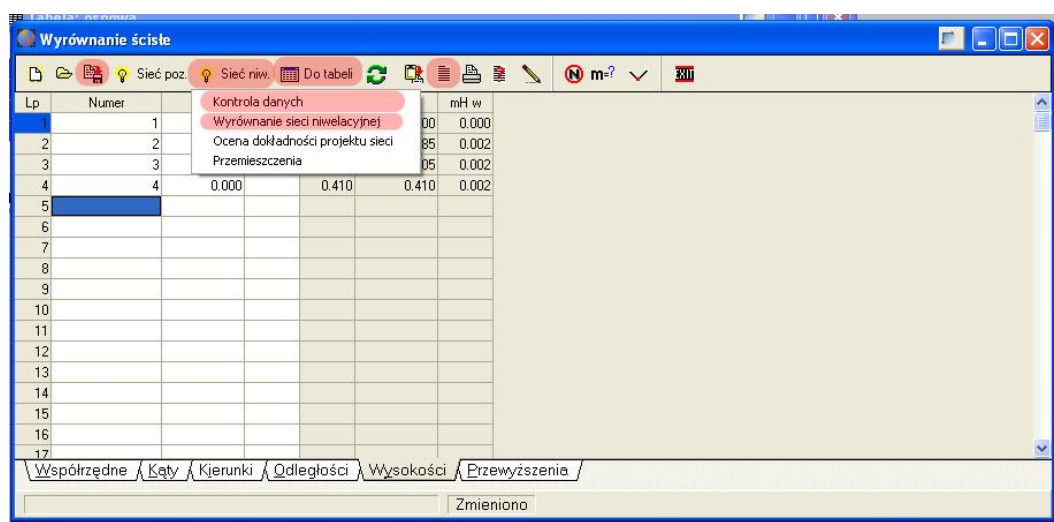 Tabela: osnowa
Wyrównanie ścisłe
Sieć poz. Sieć niw. Do tabeli N m=? XIII
Lp Numer mH w
Kontrola danych
Wyrównanie sieci niwelacyjnej
Ocena dokładności projektu sieci
Przemieszczenia
1 1 00 0.000
2 2 85 0.002
3 3 05 0.002
4 4 0.000 0.410 0.410 0.002
5
6
7
8
9
10
11
12
13
14
15
16
17
Współrzędne Kąty Kierunki Odległości Wysokości Przewyższenia
Zmieniono